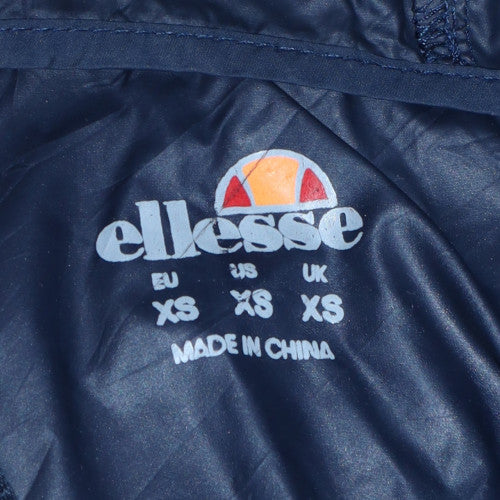 ellesse
EU US UK
XS XS XS
MADE IN CHINA